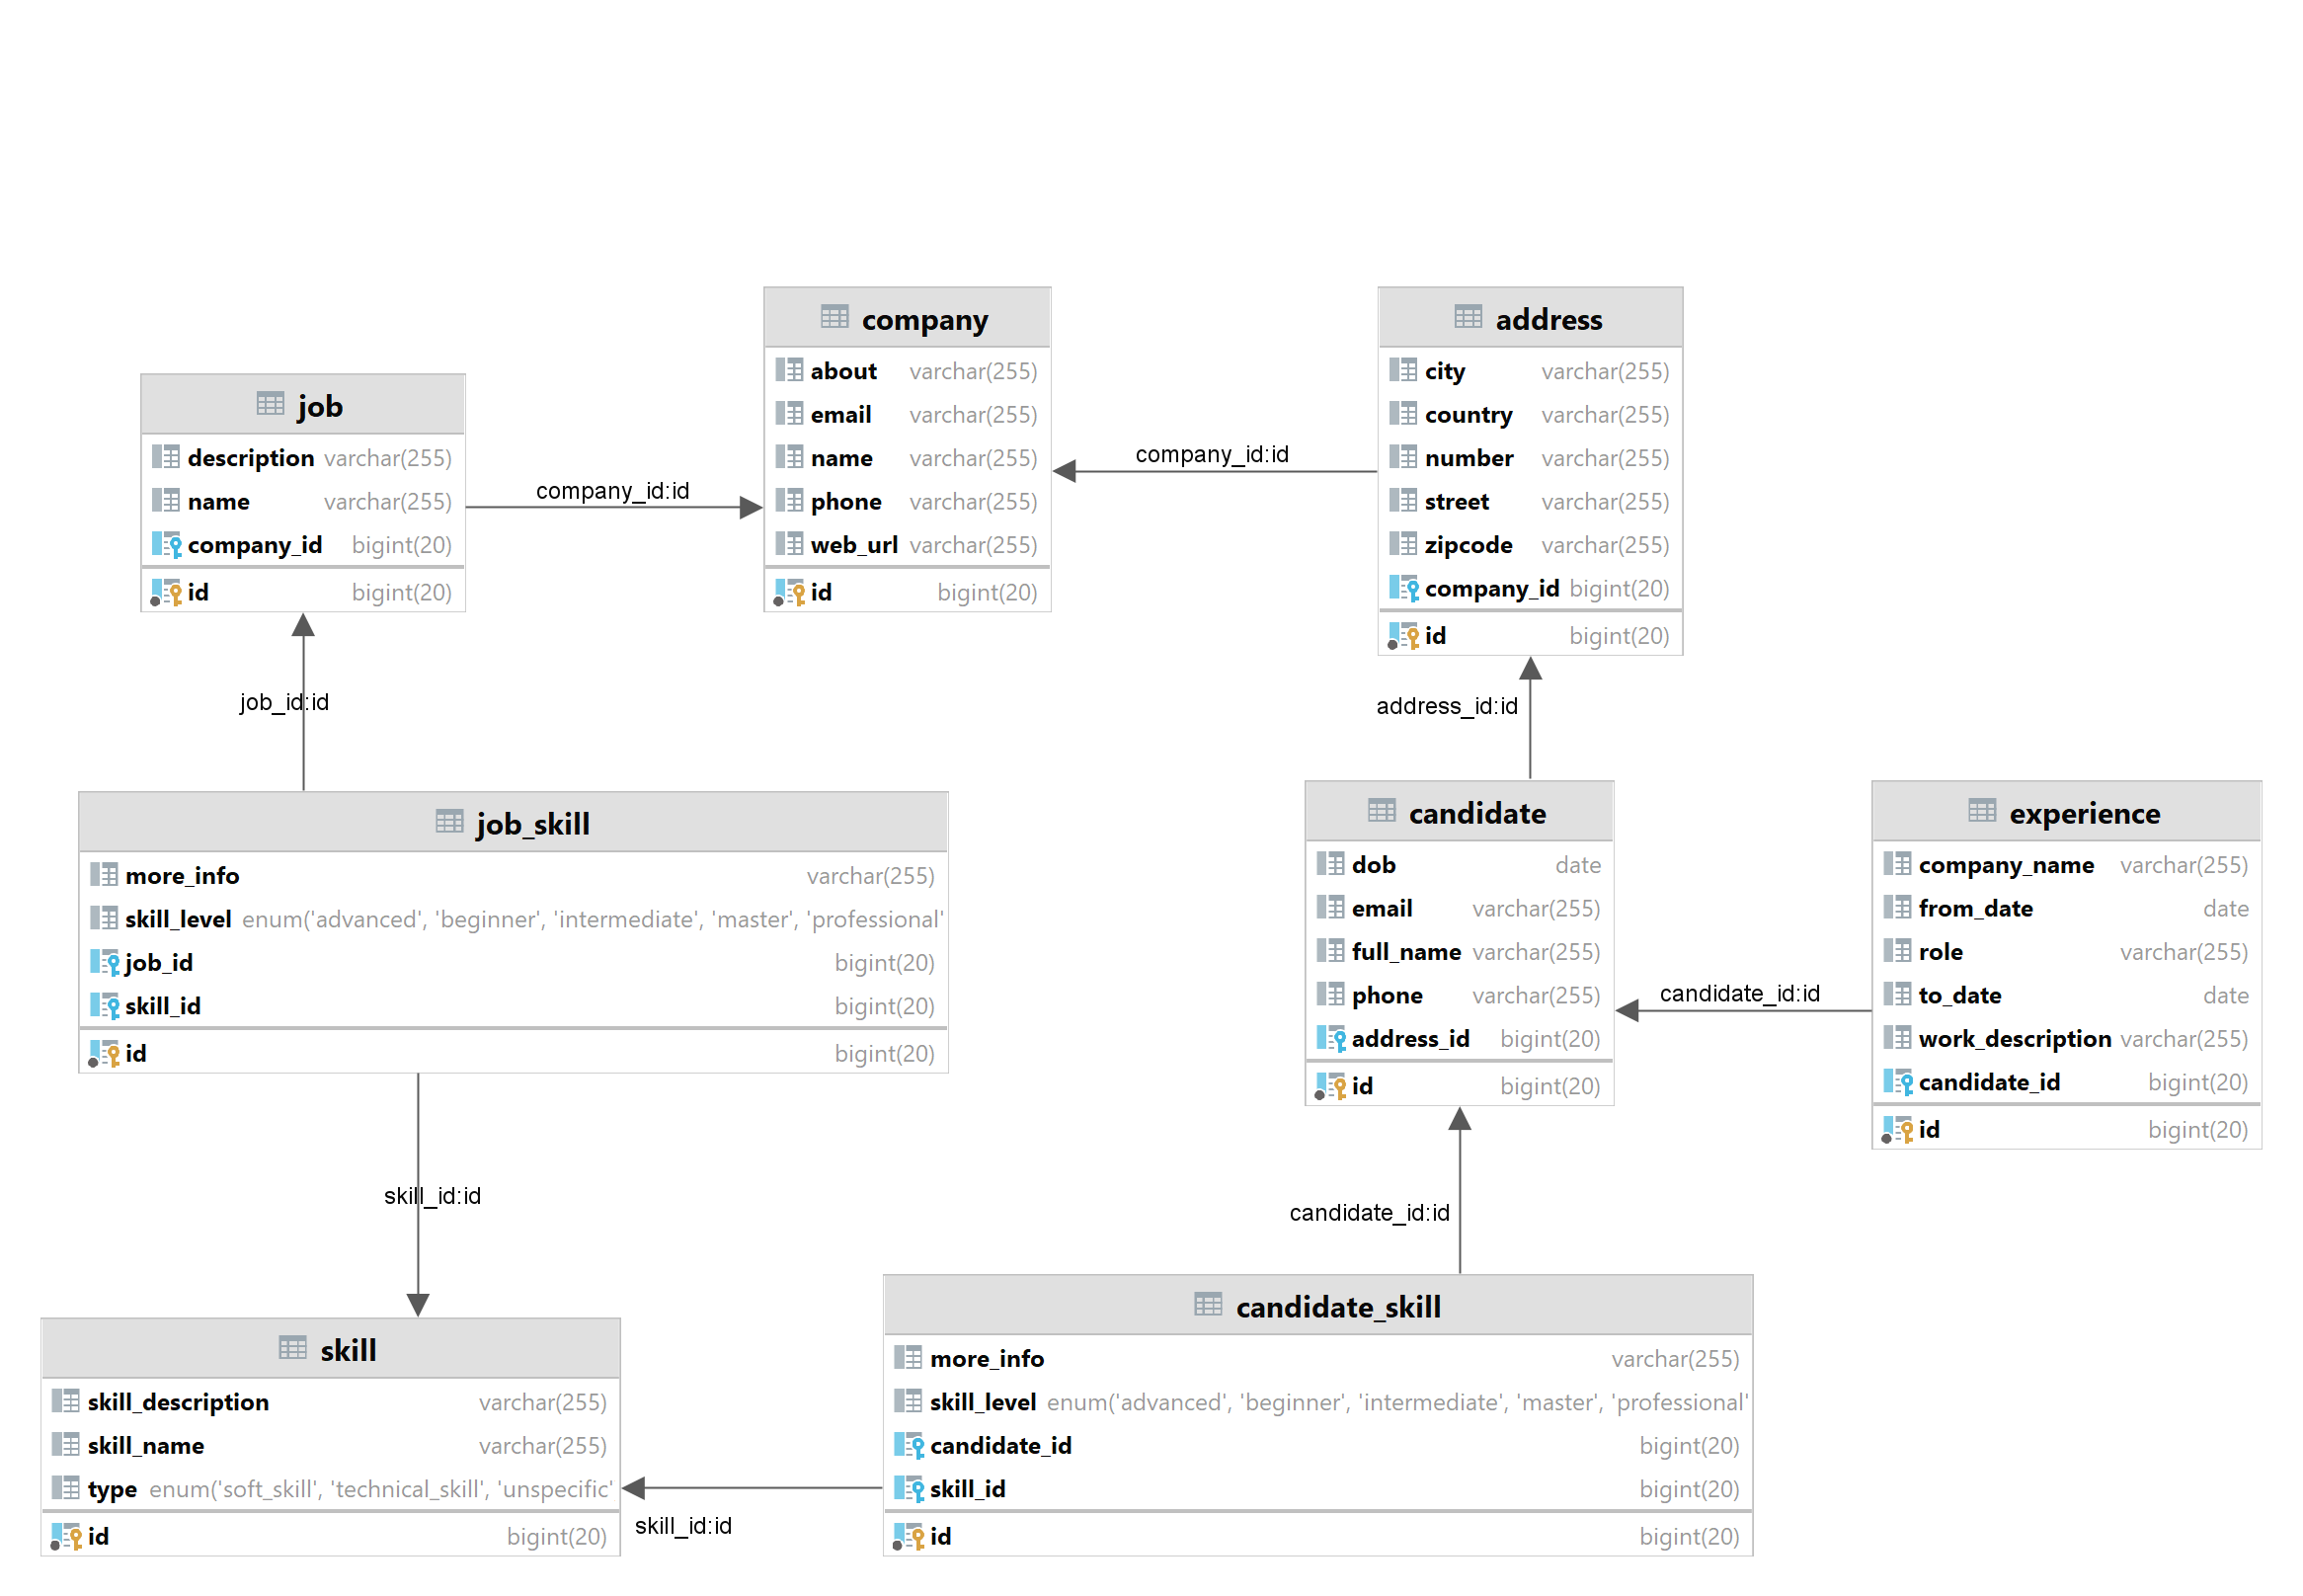 company
about varchar(255)
email varchar(255)
name varchar(255)
phone varchar(255)
web_url varchar(255)
id bigint(20)
address
city varchar(255)
country varchar(255)
number varchar(255)
street varchar(255)
zipcode varchar(255)
company_id bigint(20)
id bigint(20)
job
description varchar(255)
name varchar(255)
company_id bigint(20)
id bigint(20)
company_id:id
company_id:id
job_id:id
address_id:id
job_skill
more_info varchar(255)
skill_level enum('advanced', 'beginner', 'intermediate', 'master', 'professional'
job_id bigint(20)
skill_id bigint(20)
id bigint(20)
candidate
dob date
email varchar(255)
full_name varchar(255)
phone varchar(255)
address_id bigint(20)
id bigint(20)
candidate_id:id
experience
company_name varchar(255)
from_date date
role varchar(255)
to_date date
work_description varchar(255)
candidate_id bigint(20)
id bigint(20)
skill_id:id
candidate_id:id
skill
skill_description varchar(255)
skill_name varchar(255)
type enum('soft_skill', 'technical_skill', 'unspecific'
id bigint(20)
skill_id:id
candidate_skill
more_info varchar(255)
skill_level enum('advanced', 'beginner', 'intermediate', 'master', 'professional'
candidate_id bigint(20)
skill_id bigint(20)
id bigint(20)